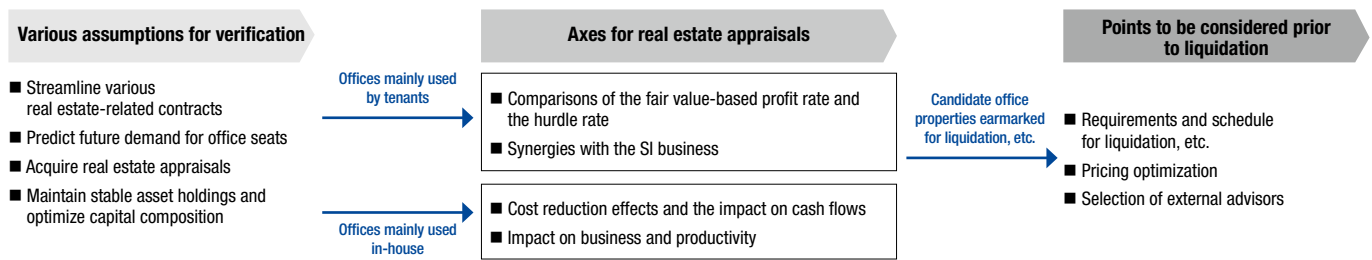 Various assumptions for verification
■ Streamline various
real estate-related contracts
■ Predict future demand for office seats
■ Acquire real estate appraisals
■ Maintain stable asset holdings and
optimize capital composition
Offices mainly used
by tenants
Offices mainly used
in-house
Axes for real estate appraisals
■ Comparisons of the fair value-based profit rate and
the hurdle rate
■ Synergies with the SI business
■ Cost reduction effects and the impact on cash flows
■ Impact on business and productivity
Candidate office
properties earmarked
for liquidation, etc.
Points to be considered prior
to liquidation
■ Requirements and schedule
for liquidation, etc.
■ Pricing optimization
■ Selection of external advisors